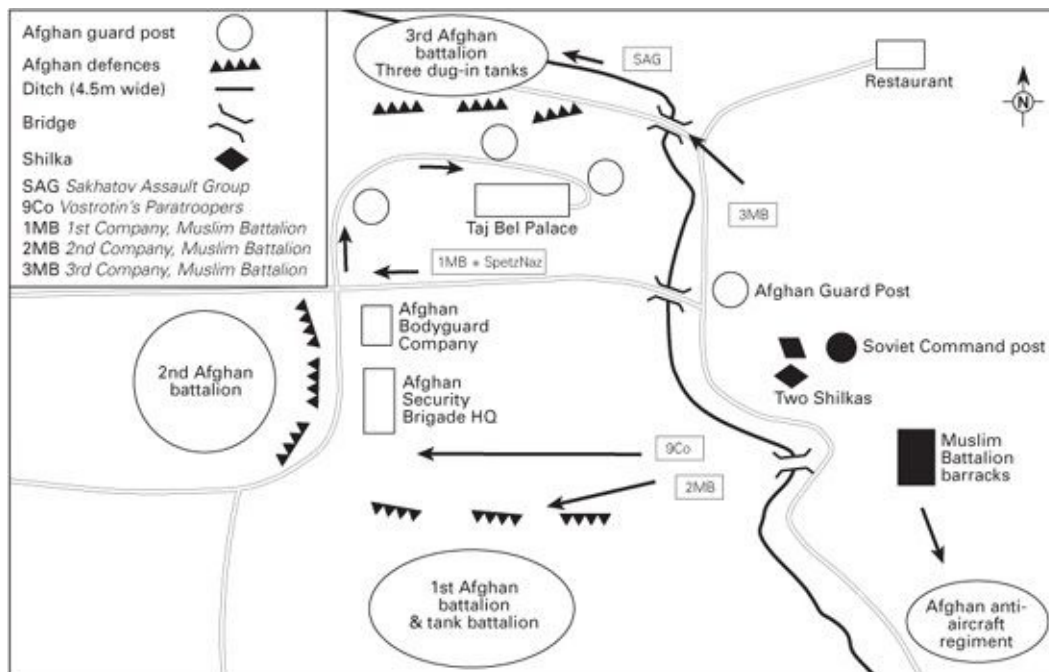 Afghan guard post
Afghan defences
Ditch (4.5m wide)
Bridge
Shilka
SAG Sakhatov Assault Group
9Co Vostrotin's Paratroopers
1MB 1st Company, Muslim Battalion
2MB 2nd Company, Muslim Battalion
3MB 3rd Company, Muslim Battalion
3rd Afghan
battalion
Three dug-in tanks
SAG
Restaurant
N
Taj Bel Palace
3MB
1MB + SpetzNaz
Afghan Guard Post
Afghan
Bodyguard
Company
Soviet Command post
2nd Afghan
battalion
Two Shilkas
Afghan
Security
Brigade HQ
9Co
Muslim
Battalion
barracks
2MB
1st Afghan
battalion
& tank battalion
Afghan anti-
aircraft
regiment